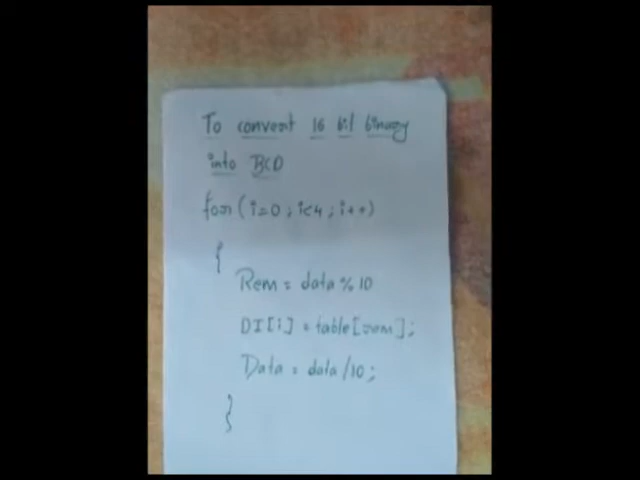 To convert 16 bit binary
into BCD
for(i=0;i<4;i++)
{
Rem = data%10
DI[i] = table[rem];
Data = data/10;
}